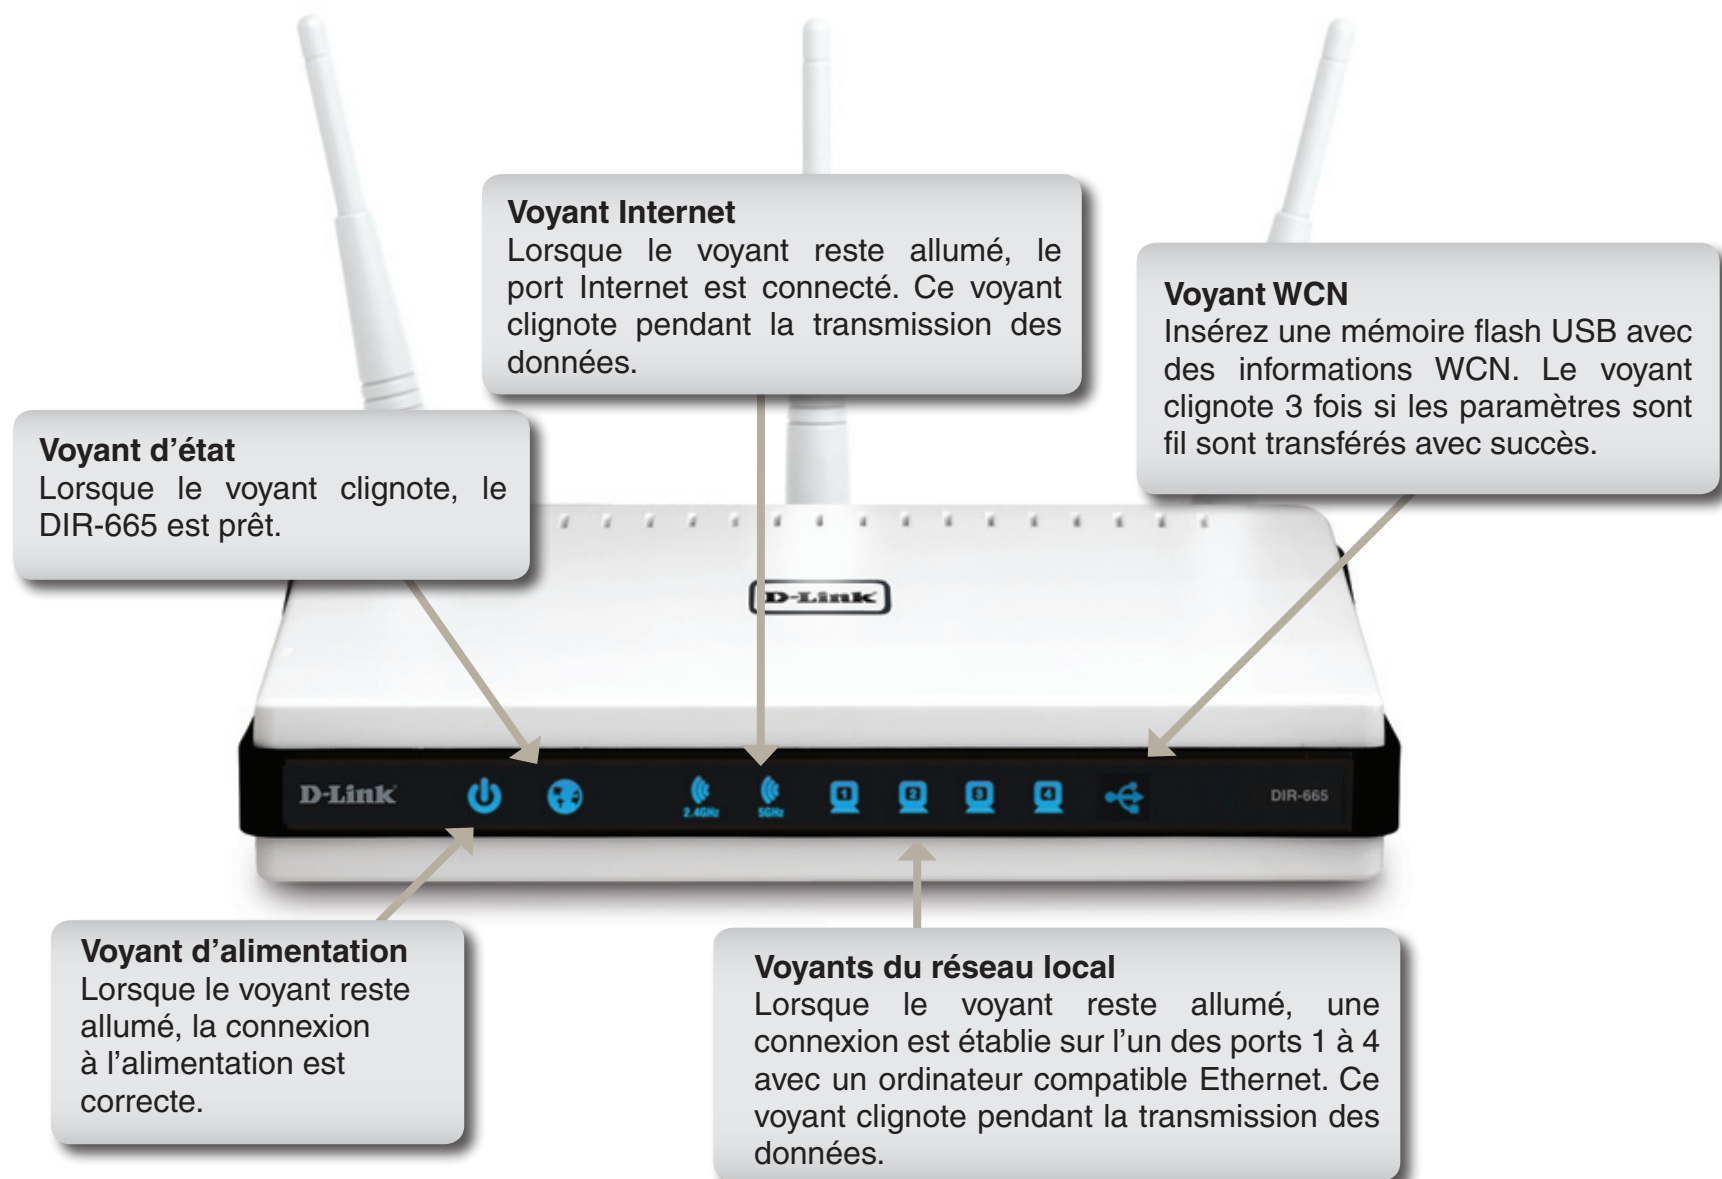 Voyant Internet
Lorsque le voyant reste allumé, le
port Internet est connecté. Ce voyant
clignote pendant la transmission des
données.
Voyant WCN
Insérez une mémoire flash USB avec
des informations WCN. Le voyant
clignote 3 fois si les paramètres sont
fil sont transférés avec succès.
Voyant d’état
Lorsque le voyant clignote, le
DIR-665 est prêt.
D-Link
D-Link
2.4GHz
5GHz
1
2
3
4
DIR-665
Voyant d’alimentation
Lorsque le voyant reste
allumé, la connexion
à l’alimentation est
correcte.
Voyants du réseau local
Lorsque le voyant reste allumé, une
connexion est établie sur l’un des ports 1 à 4
avec un ordinateur compatible Ethernet. Ce
voyant clignote pendant la transmission des
données.